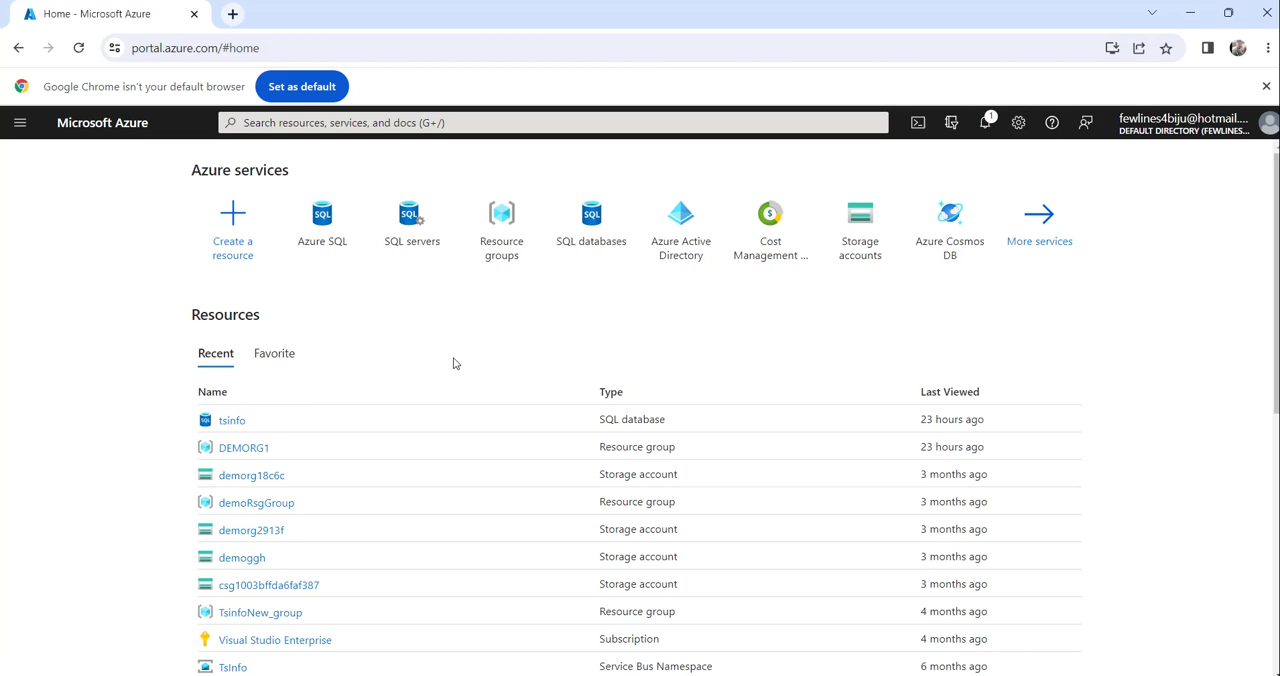 Home - Microsoft Azure
portal.azure.com/#home
Google Chrome isn't your default browser Set as default
Microsoft Azure Search resources, services, and docs (G+/) 1 fewlines4biju@hotmail....
DEFAULT DIRECTORY (FEWLINES...
Azure services
SQL SQL SQL $
Create a resource
Azure SQL
SQL servers
Resource groups
SQL databases
Azure Active Directory
Cost Management ...
Storage accounts
Azure Cosmos DB
More services
Resources
Recent Favorite
Name Type Last Viewed
tsinfo SQL database 23 hours ago
DEMORG1 Resource group 23 hours ago
demorg18c6c Storage account 3 months ago
demoRsgGroup Resource group 3 months ago
demorg2913f Storage account 3 months ago
demoggh Storage account 3 months ago
csg1003bffda6faf387 Storage account 3 months ago
TsinfoNew_group Resource group 4 months ago
Visual Studio Enterprise Subscription 4 months ago
TsInfo Service Bus Namespace 6 months ago